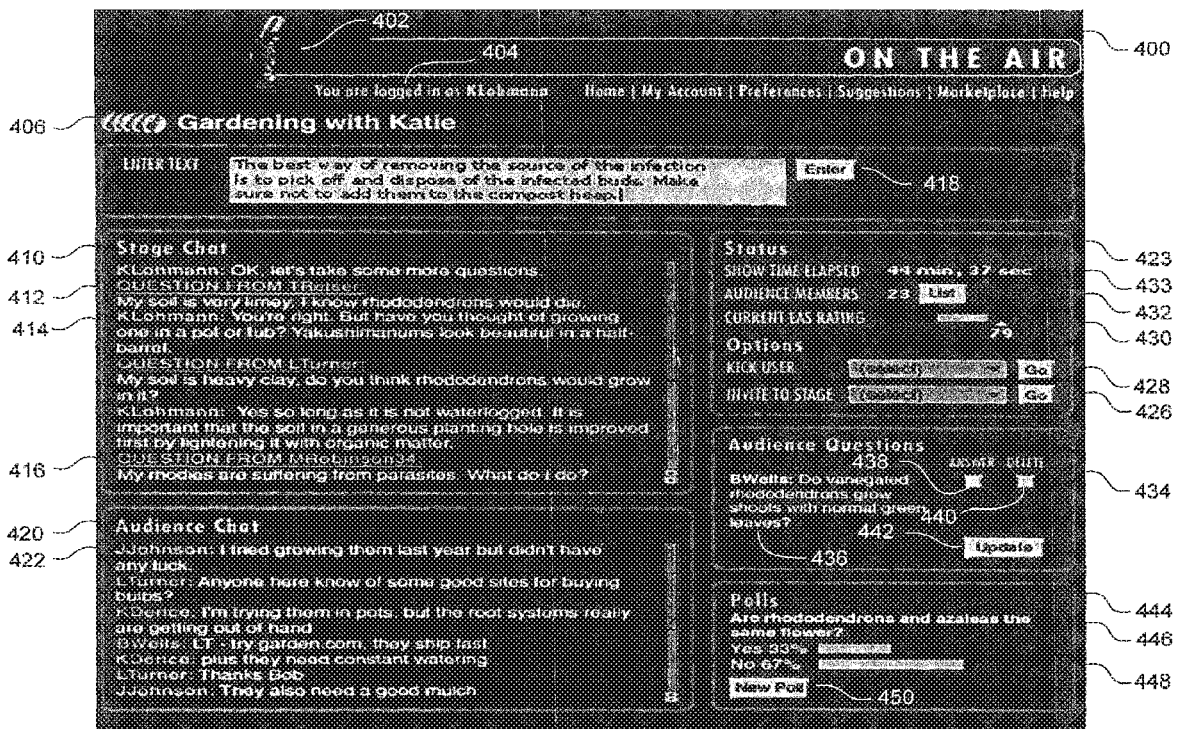 402
400
404
ON THE AIR
You are logged in as KLohmann
Home | My Account | Preferences | Suggestions | Marketplace | Help
406
Gardening with Katie
ENTER TEXT
The best way of removing the source of the infection
is to pick off and dispose of the infected buds. Make
sure not to add them to the compost heap.
Enter
418
410
Stage Chat
KLohmann: OK, let's take some more questions
412
QUESTION FROM TReiser
My soil is very limey, I know rhododendrons would die.
414
KLohmann: You're right. But have you thought of growing
one in a pot or tub? Yakushimanums look beautiful in a half-
barrel.
QUESTION FROM LTurner
My soil is heavy clay, do you think rhododendrons would grow
in it?
KLohmann: Yes so long as it is not waterlogged. It is
important that the soil in a generous planting hole is improved
first by lightening it with organic matter.
416
QUESTION FROM MRobinson34
My rhodies are suffering from parasites. What do I do?
420
Audience Chat
422
JJohnson: I tried growing them last year but didn't have
any luck.
LTurner: Anyone here know of some good sites for buying
bulbs?
KDence: I'm trying them in pots, but the root systems really
are getting out of hand
BWells: LT - try garden.com, they ship fast
KDence: plus they need constant watering
LTurner: Thanks Bob
JJohnson: They also need a good mulch
Status
423
SHOW TIME ELAPSED 44 min, 37 sec
433
AUDIENCE MEMBERS 23 List
432
CURRENT EAS RATING
79
430
Options
KICK USER (select) Go
428
INVITE TO STAGE (select) Go
426
Audience Questions
438
ANSWER DELETE
434
BWells: Do variegated
rhododendrons grow
shoots with normal green
leaves?
440
442
436
Update
Polls
444
Are rhododendrons and azaleas the
same flower?
446
Yes 33%
No 67%
448
New Poll
450